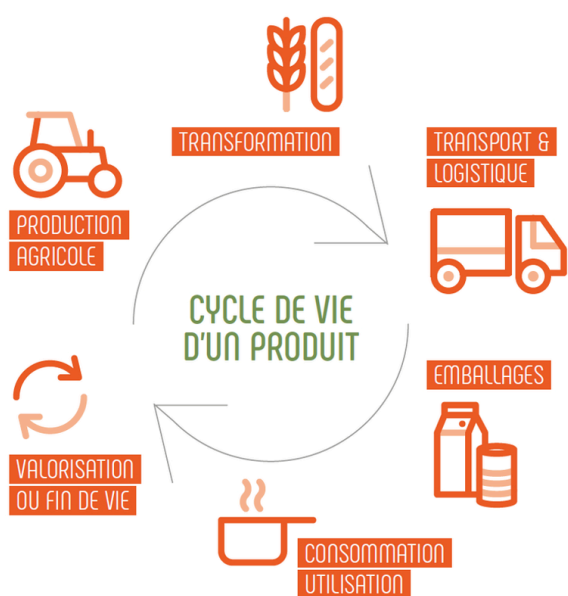 TRANSFORMATION
TRANSPORT &
LOGISTIQUE
PRODUCTION
AGRICOLE
CYCLE DE VIE
D'UN PRODUIT
EMBALLAGES
VALORISATION
OU FIN DE VIE
CONSOMMATION
UTILISATION